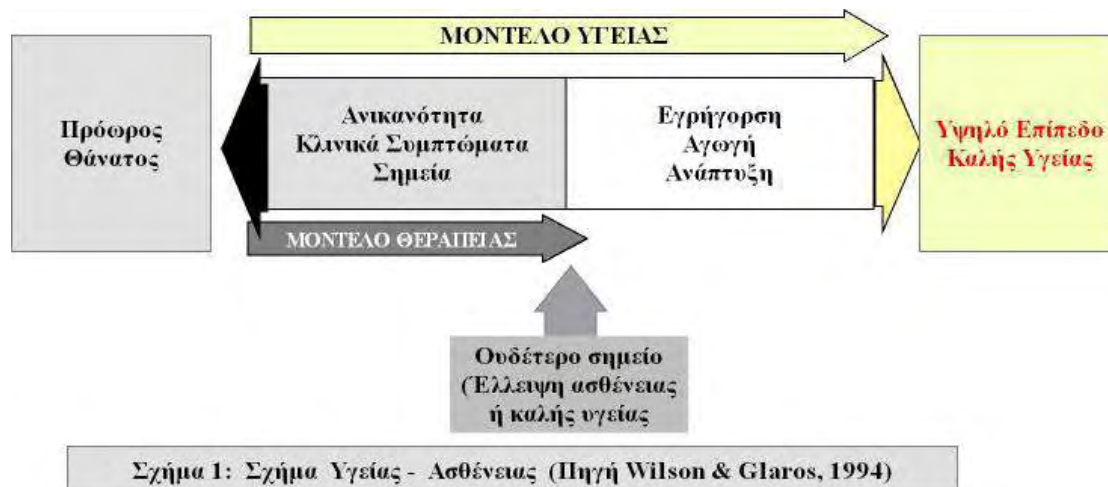 ΜΟΝΤΕΛΟ ΥΓΕΙΑΣ
Πρόωρος
Θάνατος
Ανικανότητα
Κλινικά Συμπτώματα
Σημεία
Εγρήγορση
Αγωγή
Ανάπτυξη
Υψηλό Επίπεδο
Καλής Υγείας
ΜΟΝΤΕΛΟ ΘΕΡΑΠΕΙΑΣ
Ουδέτερο σημείο
(Έλλειψη ασθένειας
ή καλής υγείας
Σχήμα 1: Σχήμα Υγείας - Ασθένειας (Πηγή Wilson & Glaros, 1994)